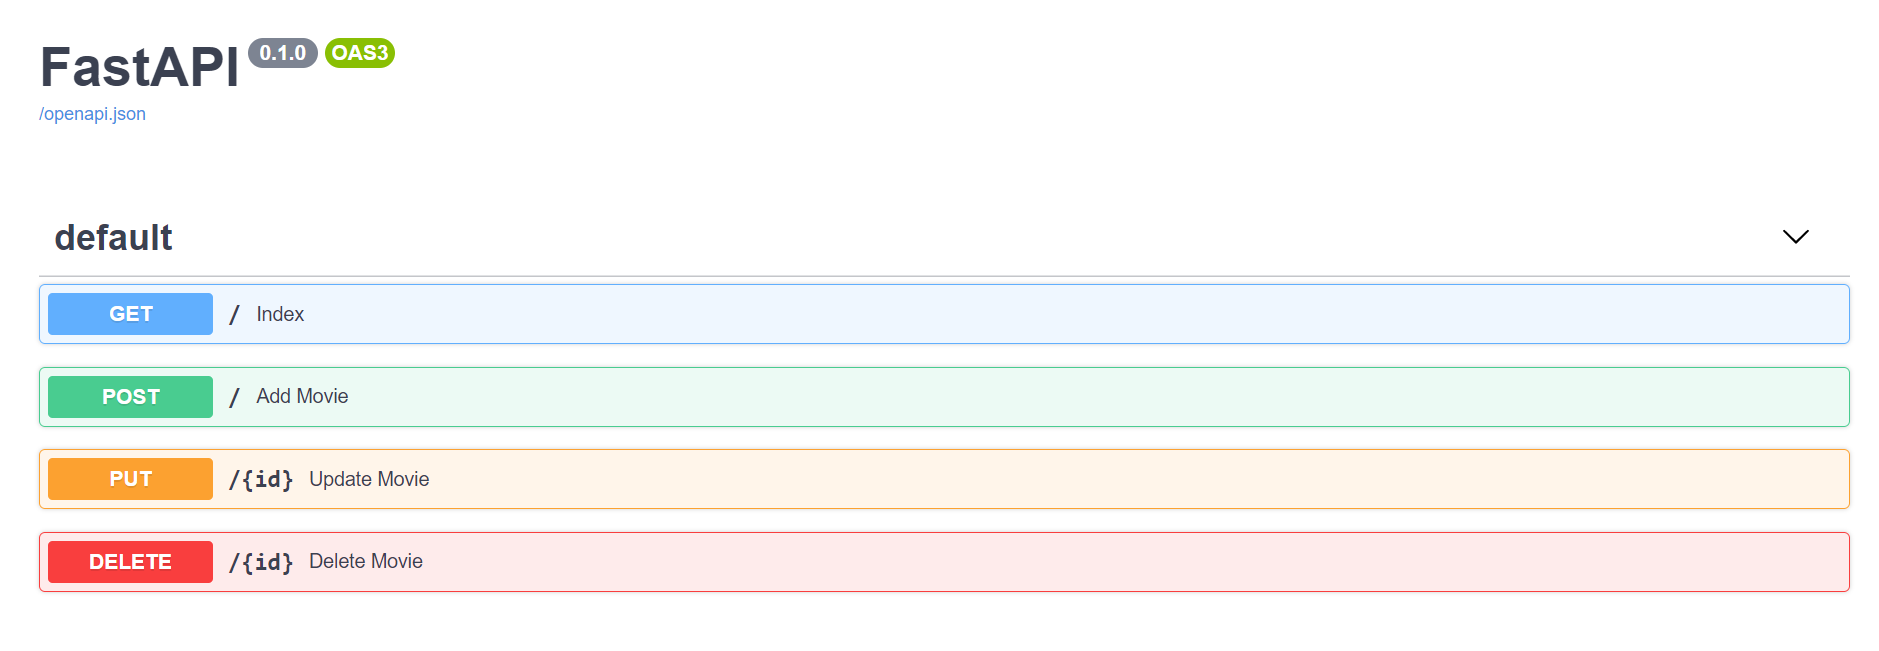 FastAPI 0.1.0 OAS3
/openapi.json
default
GET / Index
POST / Add Movie
PUT /{id} Update Movie
DELETE /{id} Delete Movie